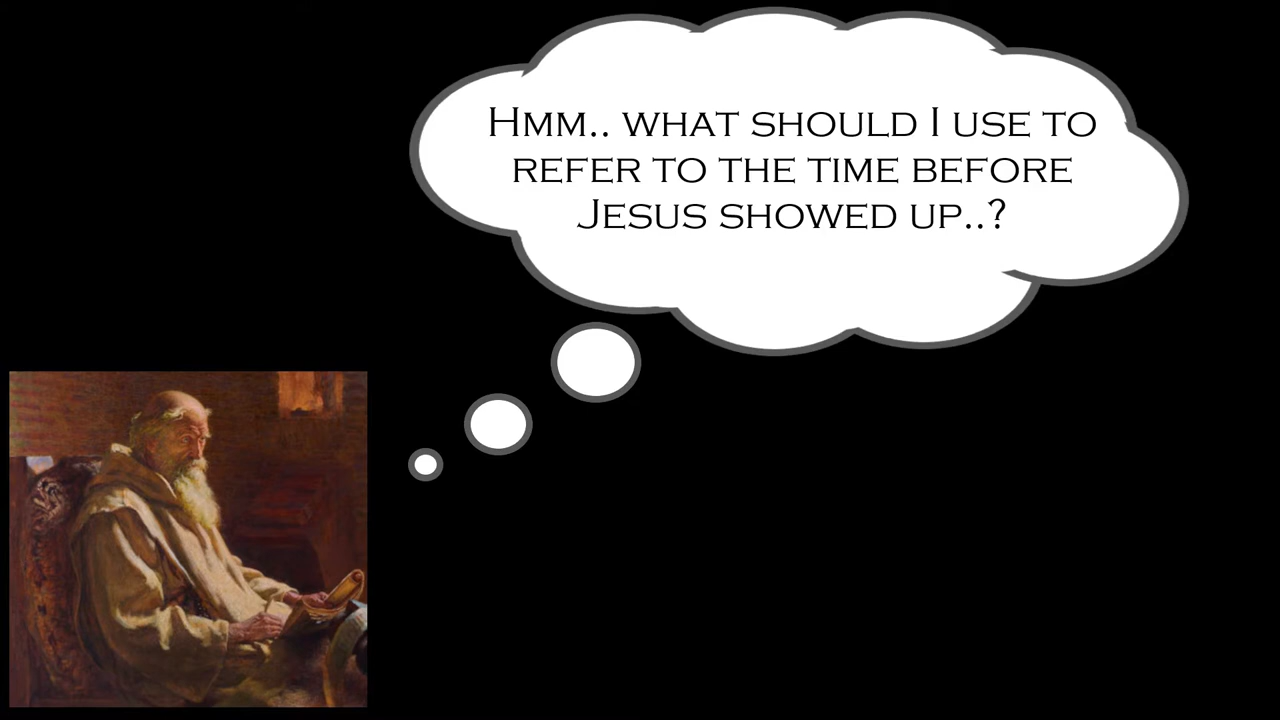 Hmm.. what should I use to
refer to the time before
Jesus showed up..?